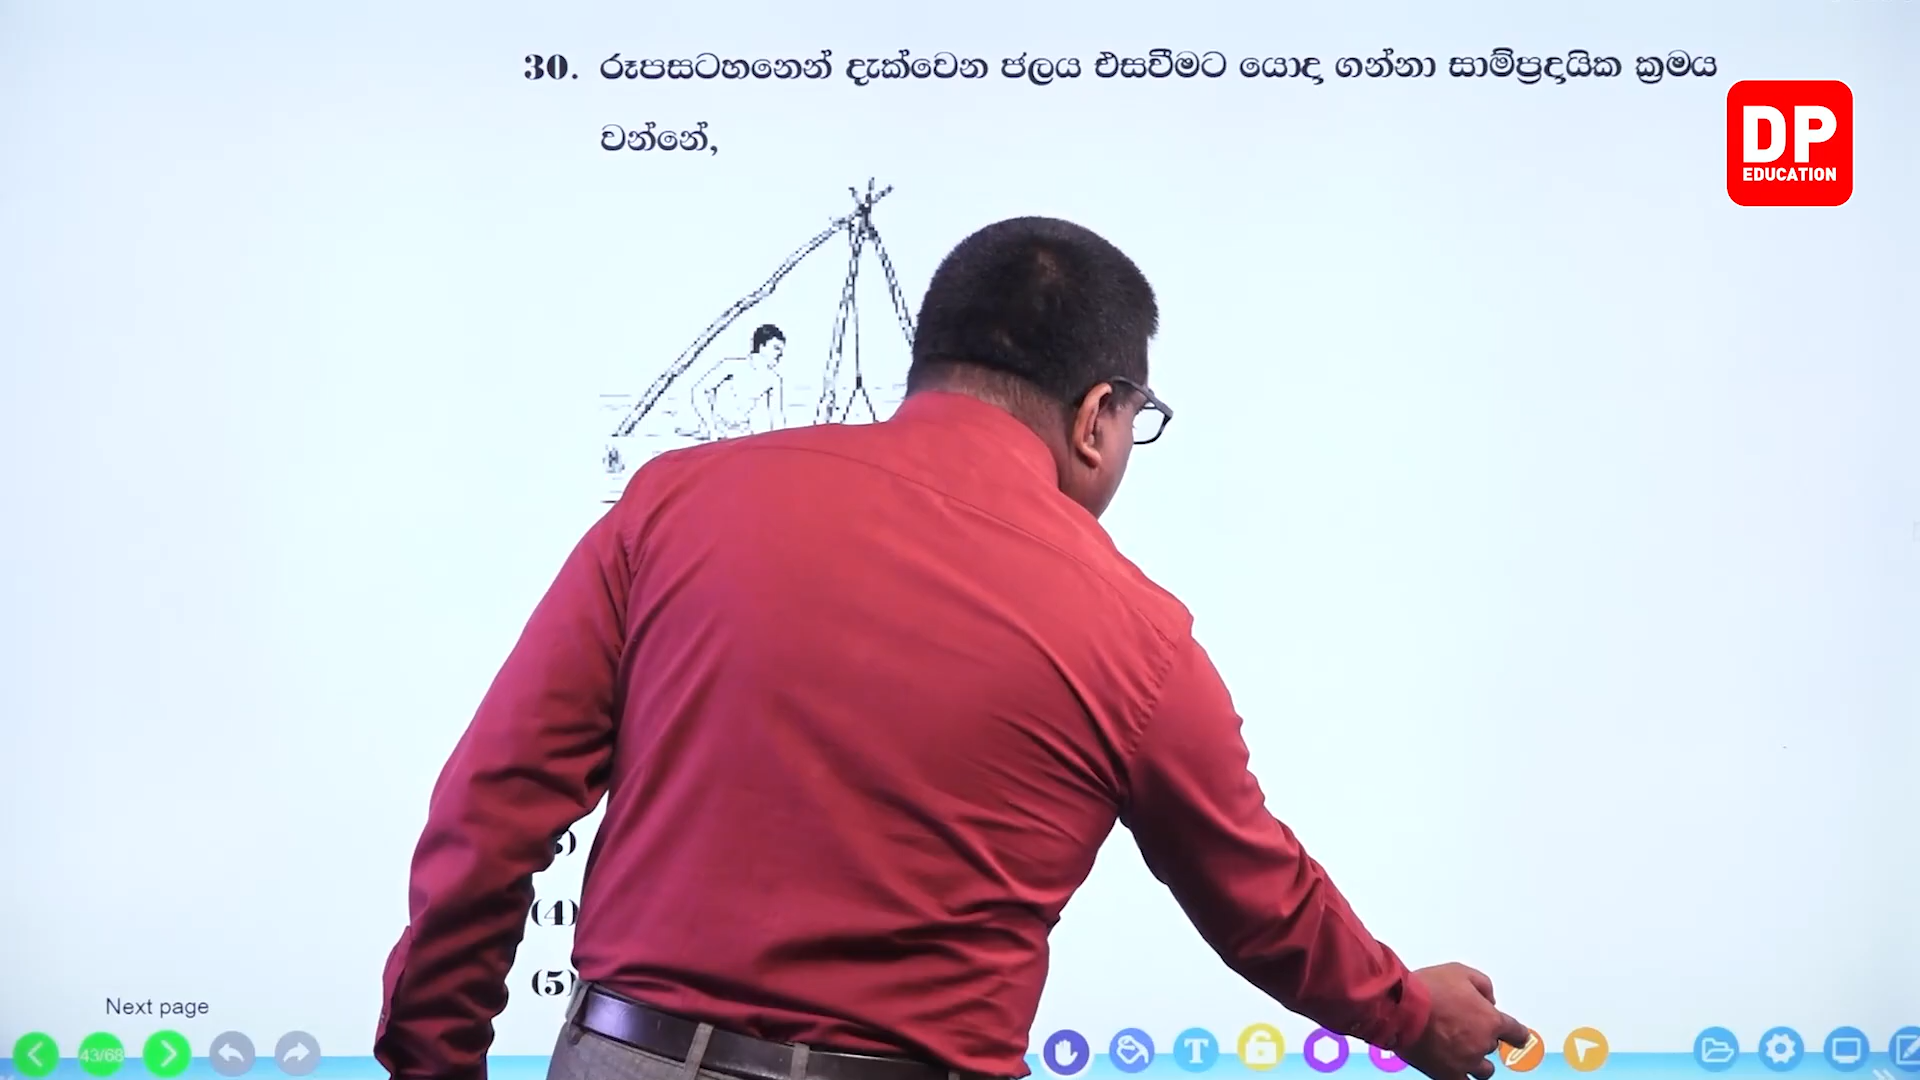 30. රූපසටහනෙන් දැක්වෙන ජලය එසවීමට යොදා ගන්නා සාම්ප්‍රදායික ක්‍රමය
වන්නේ,
DP
EDUCATION
(4)
(5)
Next page
43/68
T